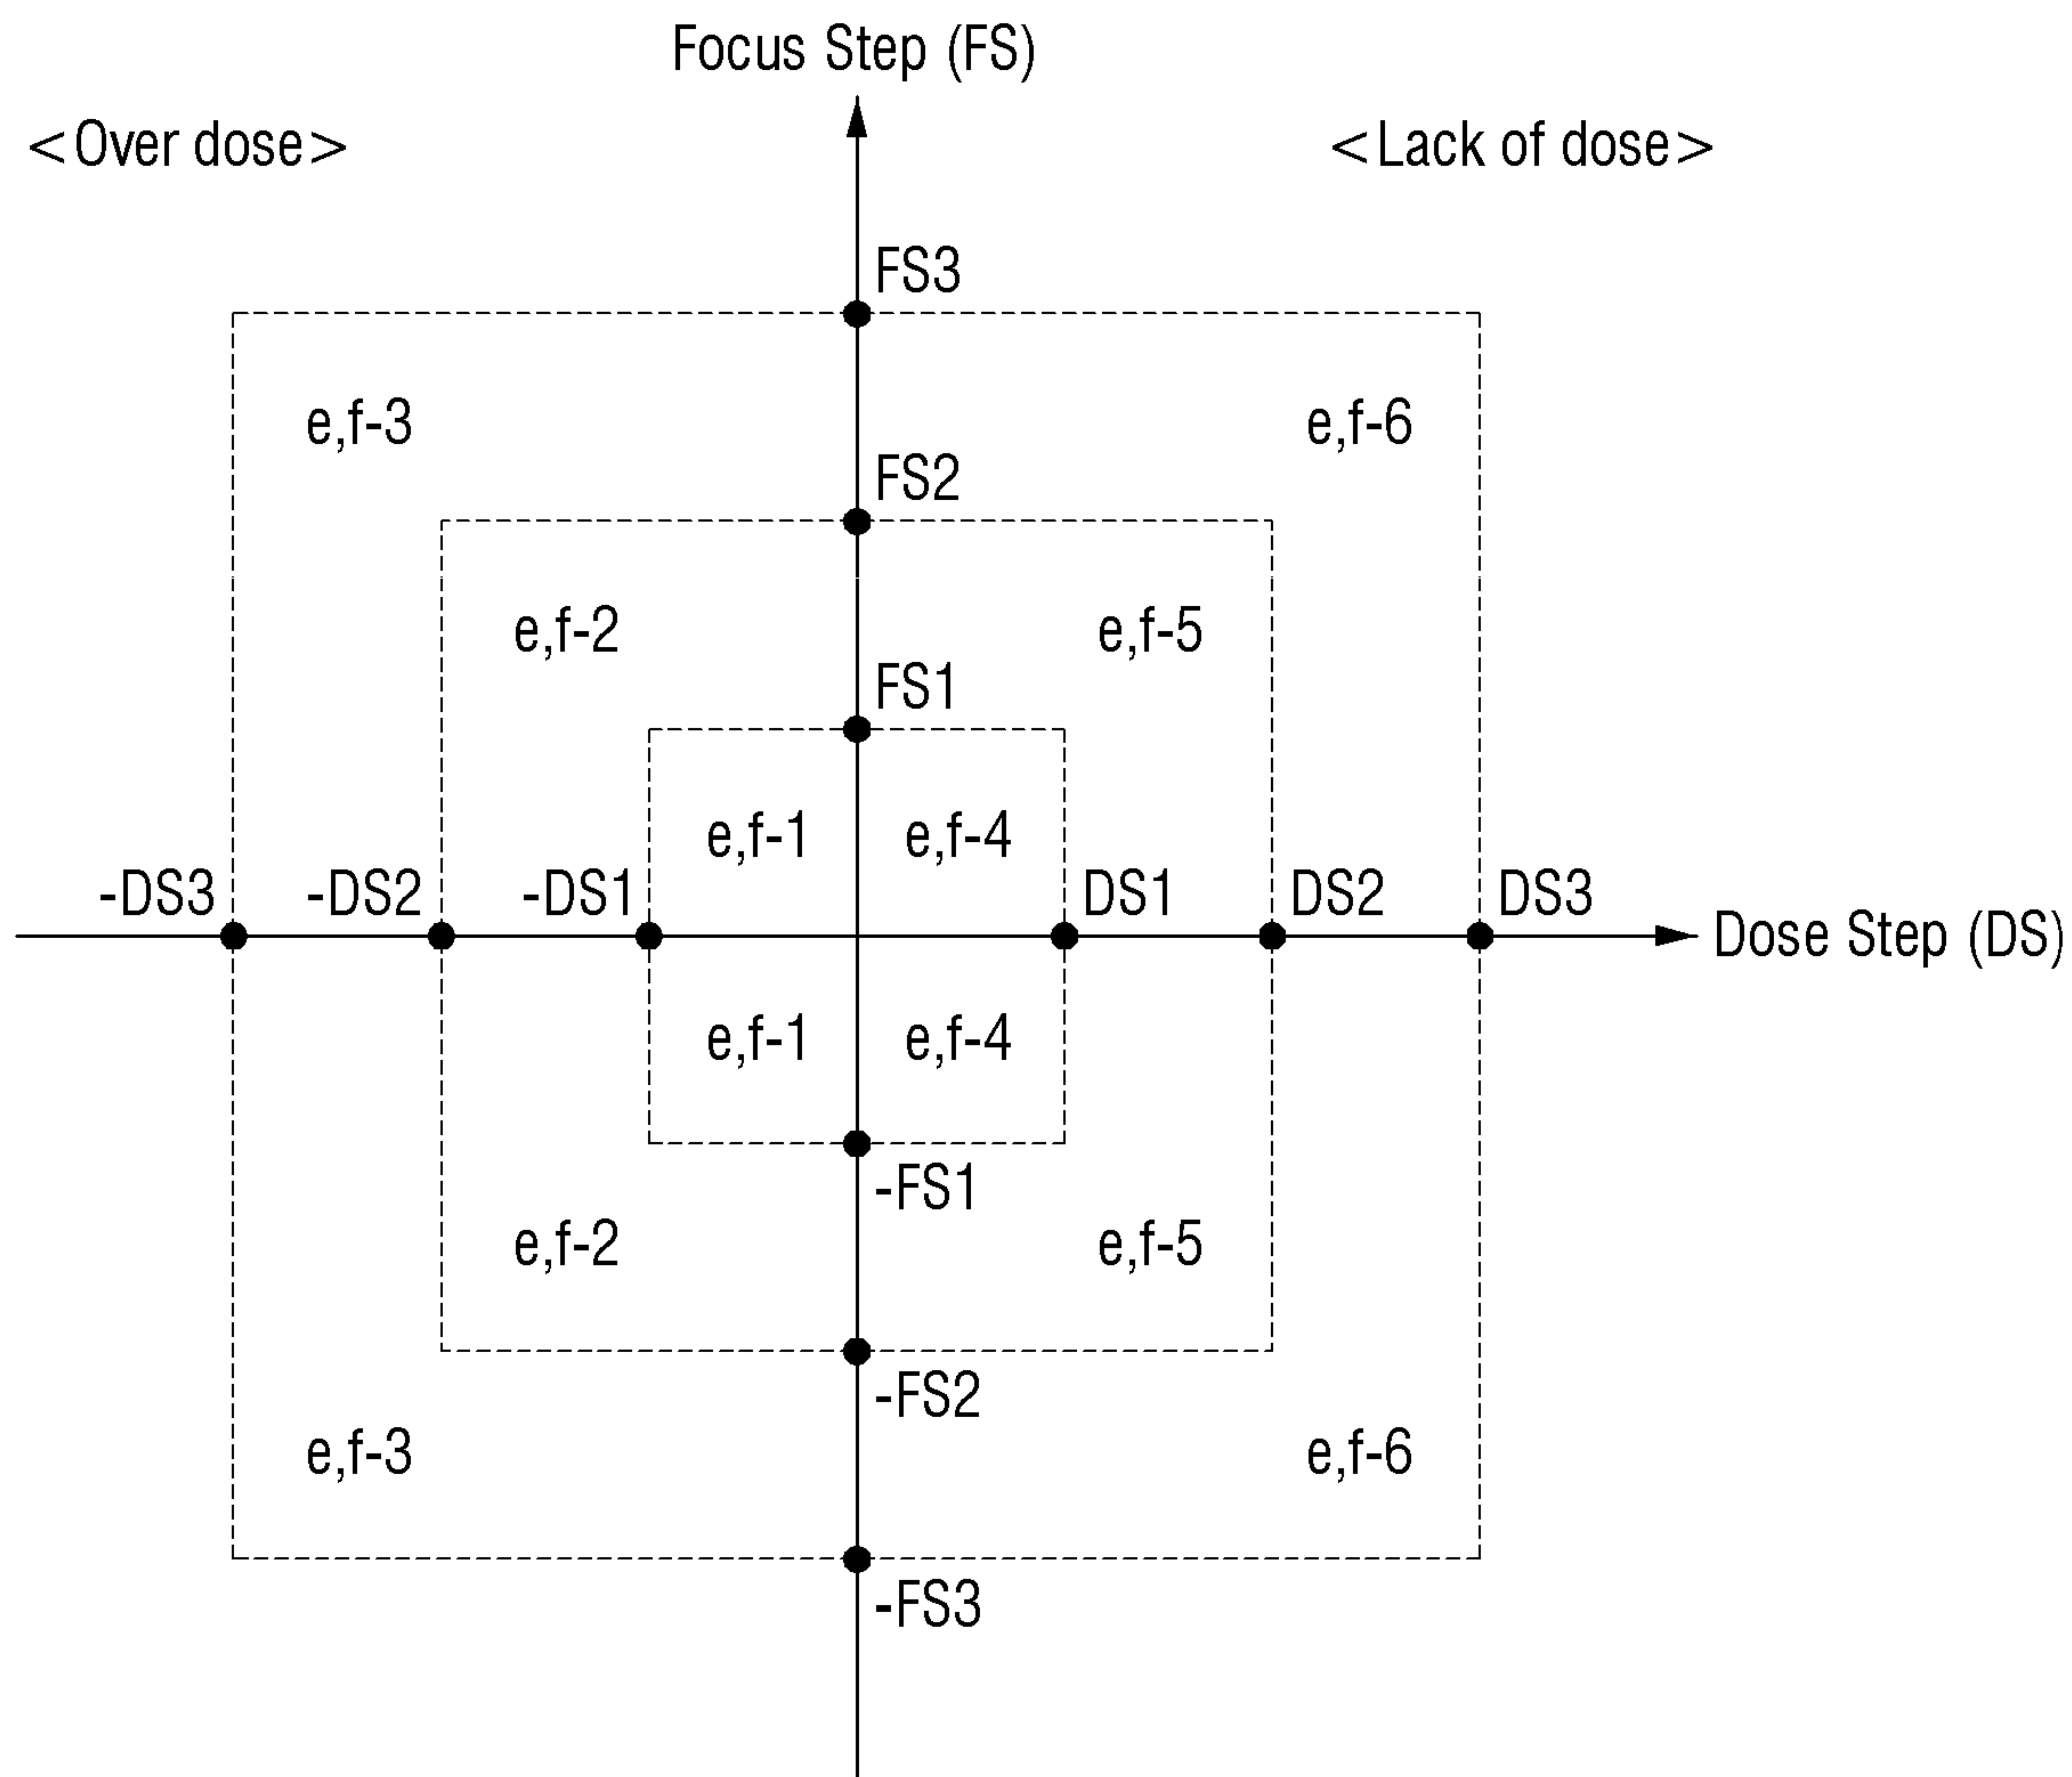 Focus Step (FS)
<Over dose>
<Lack of dose>
FS3
e,f-3
e,f-6
FS2
e,f-2
e,f-5
FS1
e,f-1
e,f-4
-DS3
-DS2
-DS1
DS1
DS2
DS3
Dose Step (DS)
e,f-1
e,f-4
-FS1
e,f-2
e,f-5
-FS2
e,f-3
e,f-6
-FS3